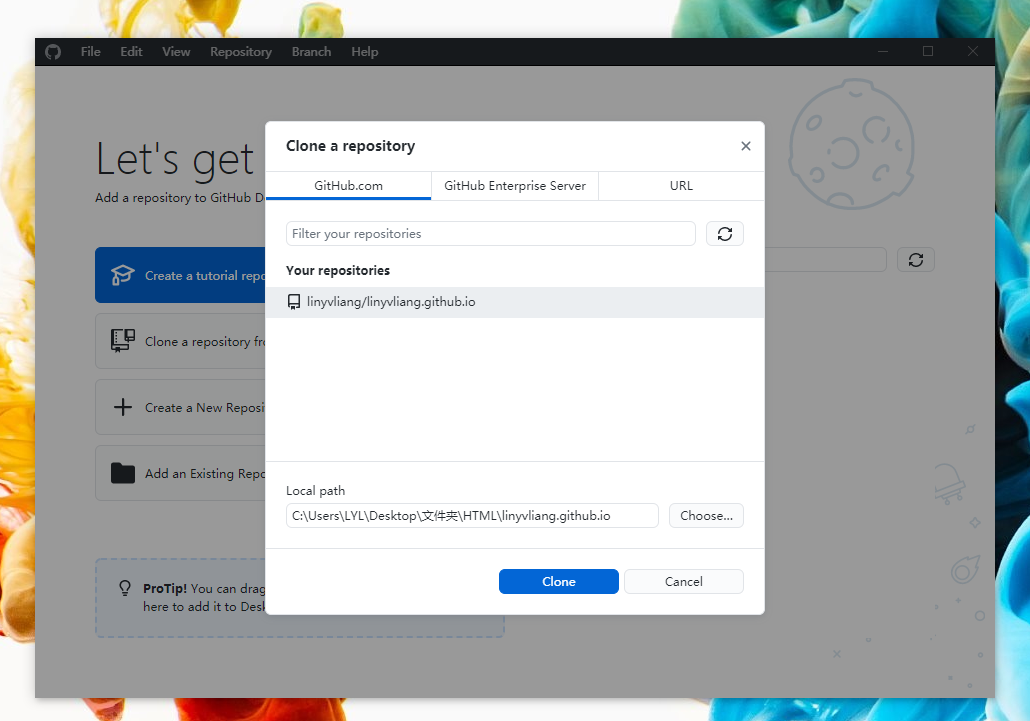 File Edit View Repository Branch Help
Let's get
Add a repository to GitHub D
Create a tutorial repo
Clone a repository fro
Create a New Reposi
Add an Existing Repo
ProTip! You can drag
here to add it to Desk
Clone a repository
GitHub.com GitHub Enterprise Server URL
Filter your repositories
Your repositories
linyvliang/linyvliang.github.io
Local path
C:\Users\LYL\Desktop\文件夹\HTML\linyvliang.github.io Choose...
Clone Cancel